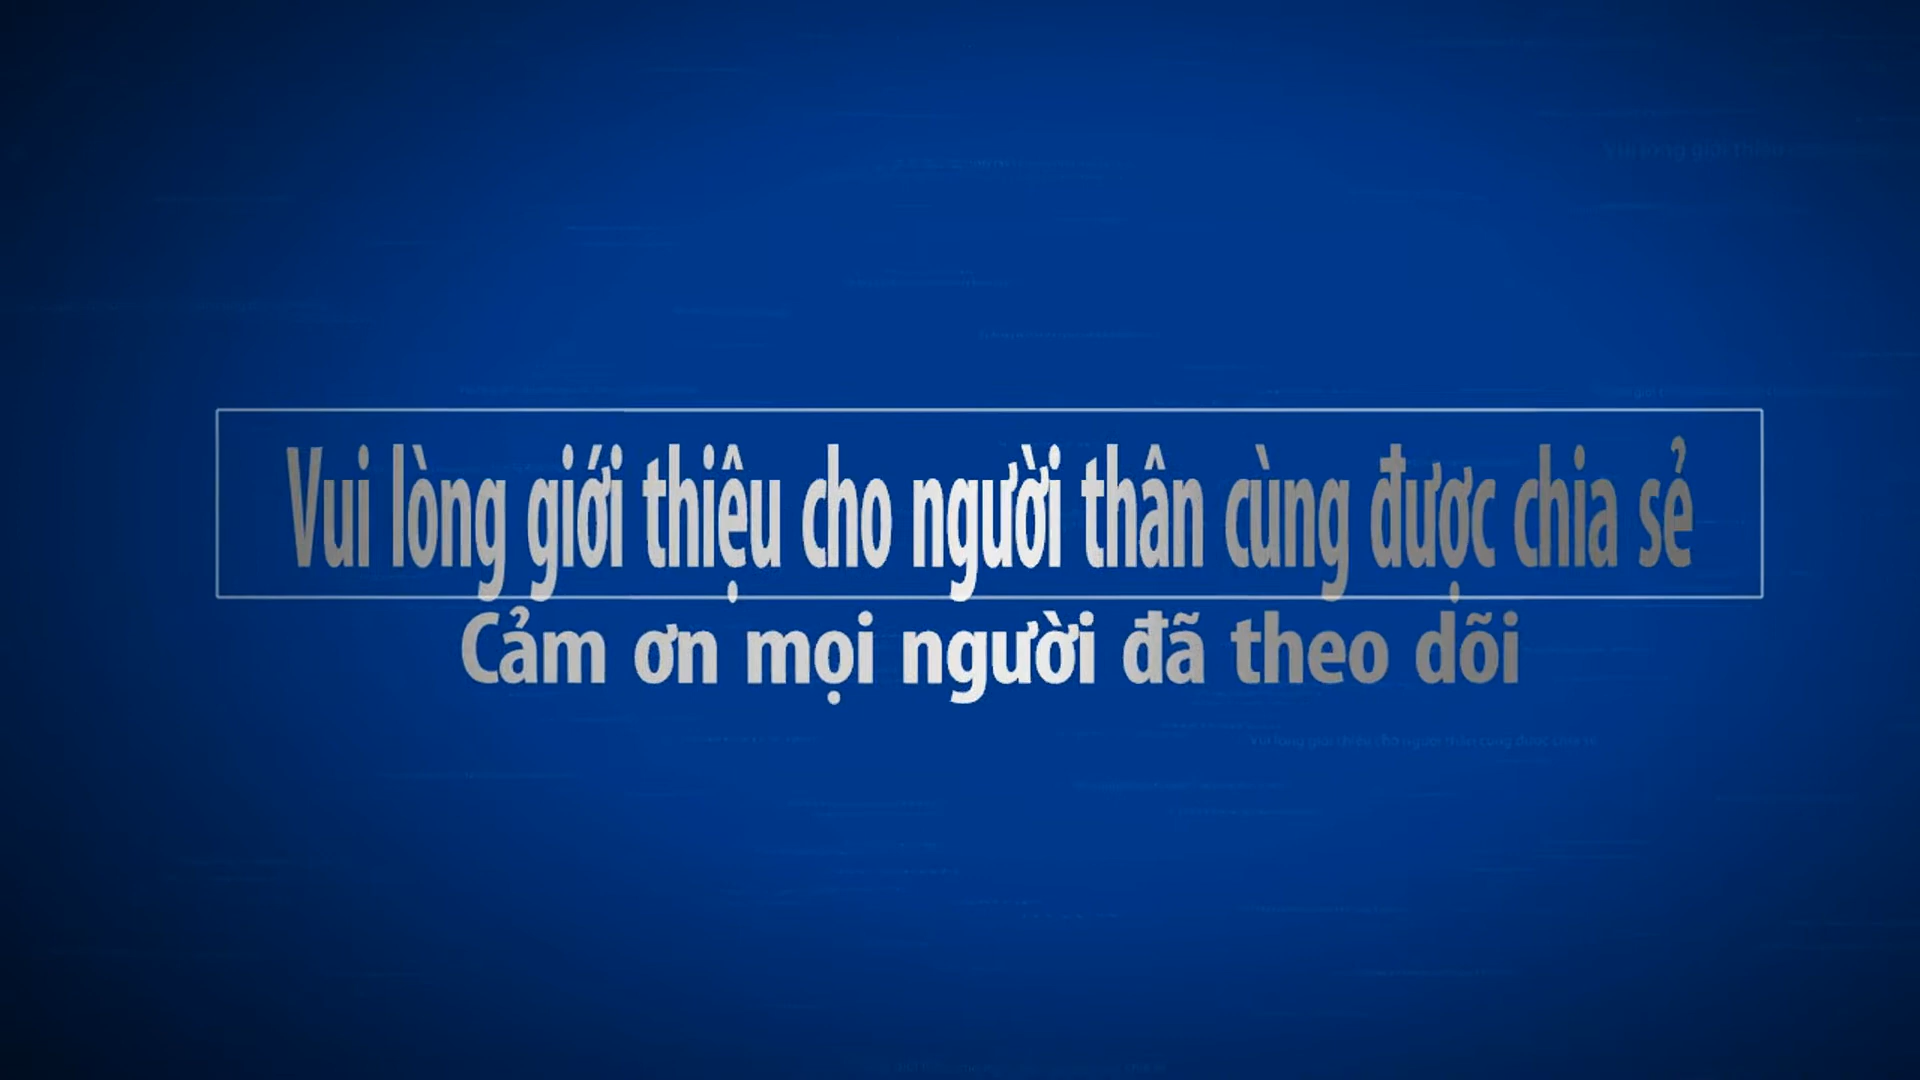 Vui lòng giới thiệu cho người thân cùng được chia sẻ
Cảm ơn mọi người đã theo dõi